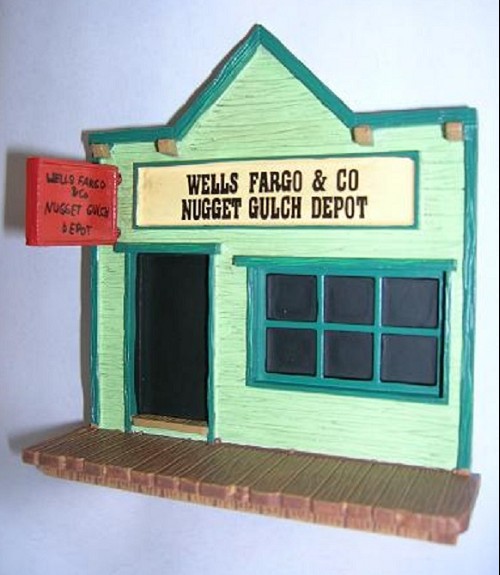 WELLS FARGO & CO
NUGGET GULCH DEPOT
WELLS FARGO
& Co
NUGGET GULCH
DEPOT